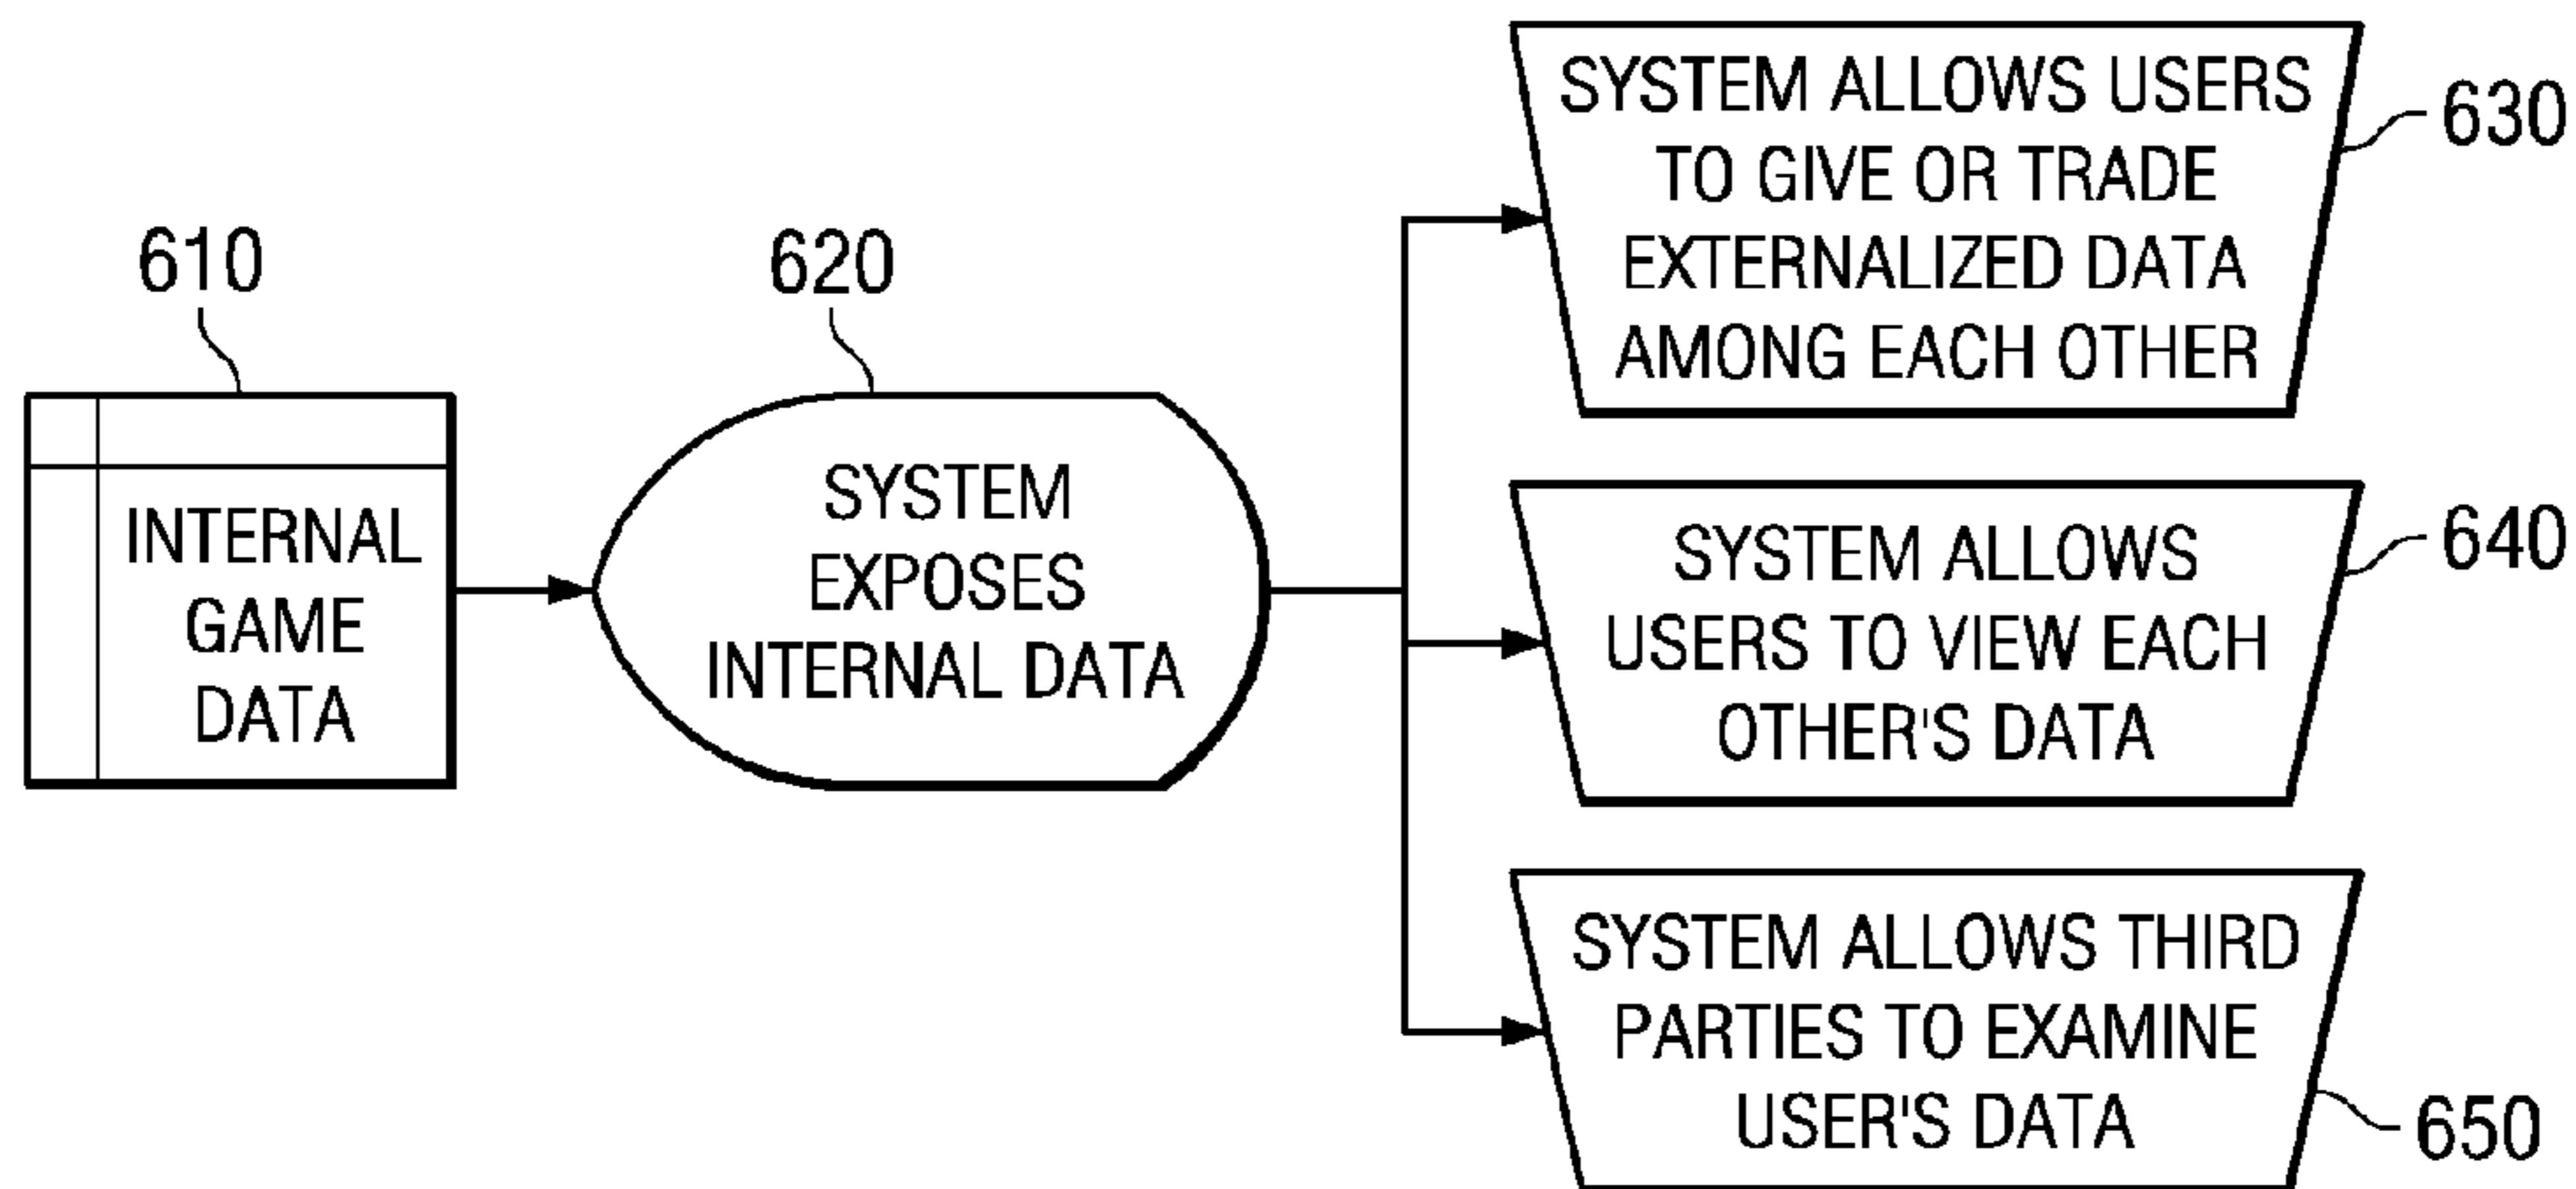 610
INTERNAL
GAME
DATA
620
SYSTEM
EXPOSES
INTERNAL DATA
SYSTEM ALLOWS USERS
TO GIVE OR TRADE
EXTERNALIZED DATA
AMONG EACH OTHER
630
SYSTEM ALLOWS
USERS TO VIEW EACH
OTHER'S DATA
640
SYSTEM ALLOWS THIRD
PARTIES TO EXAMINE
USER'S DATA
650